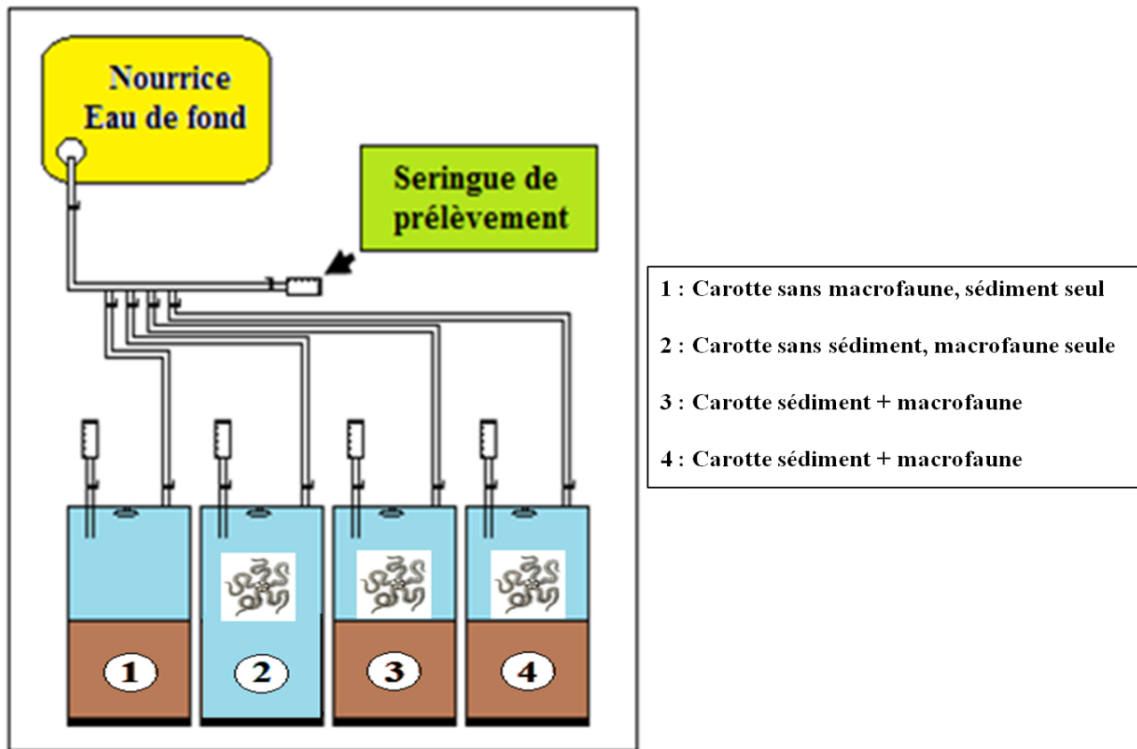 Nourrice
Eau de fond
Seringue de
prélèvement
1 : Carotte sans macrofaune, sédiment seul
2 : Carotte sans sédiment, macrofaune seule
3 : Carotte sédiment + macrofaune
4 : Carotte sédiment + macrofaune
1
2
3
4